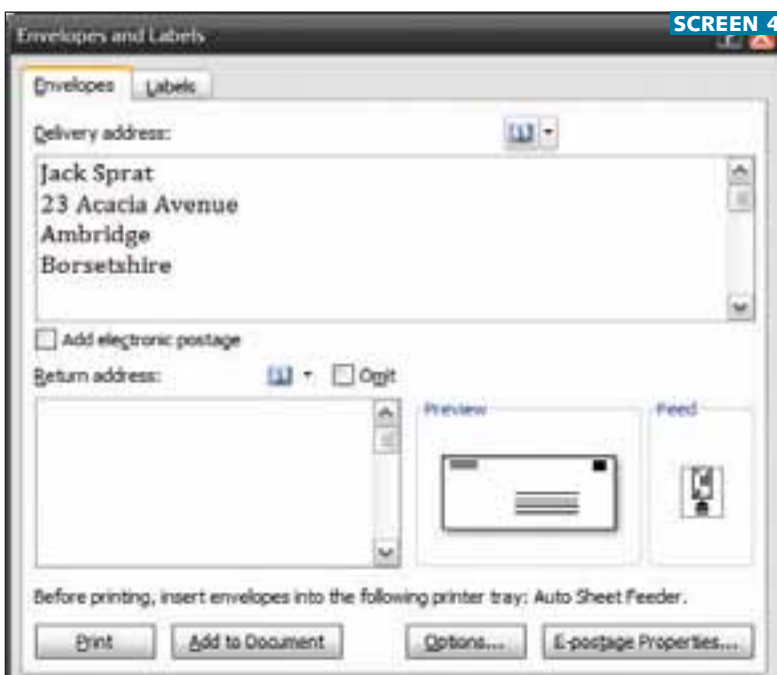 SCREEN 4
Envelopes and Labels
Envelopes Labels
Delivery address:
Jack Sprat
23 Acacia Avenue
Ambridge
Borsetshire
Add electronic postage
Return address: Omit
Preview Feed
Before printing, insert envelopes into the following printer tray: Auto Sheet Feeder.
Print Add to Document Options... E-postage Properties...